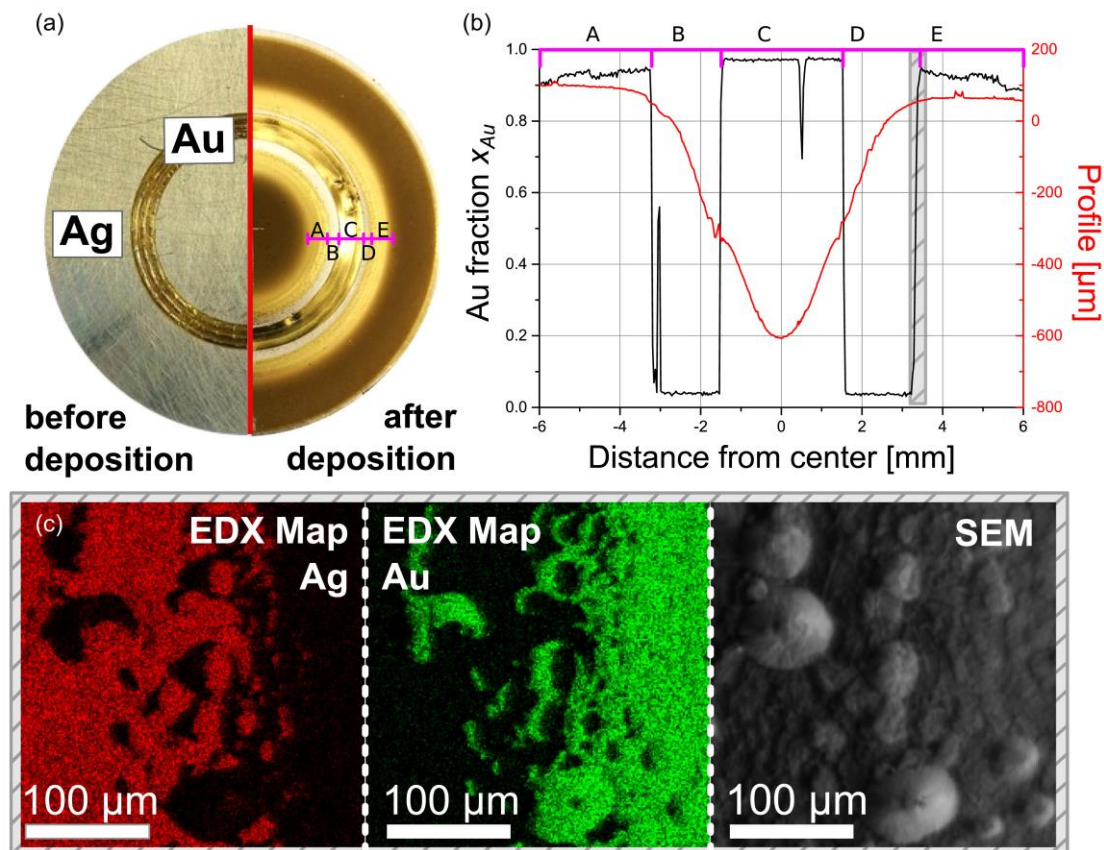 (a)
Au
Ag
A
C
E
B
D
before
deposition
after
deposition
(b)
A B C D E
1.0
0.8
0.6
0.4
0.2
0.0
Au fraction xAu
200
0
-200
-400
-600
-800
Profile [µm]
-6 -4 -2 0 2 4 6
Distance from center [mm]
(c)
EDX Map
Ag
100 µm
EDX Map
Au
100 µm
SEM
100 µm